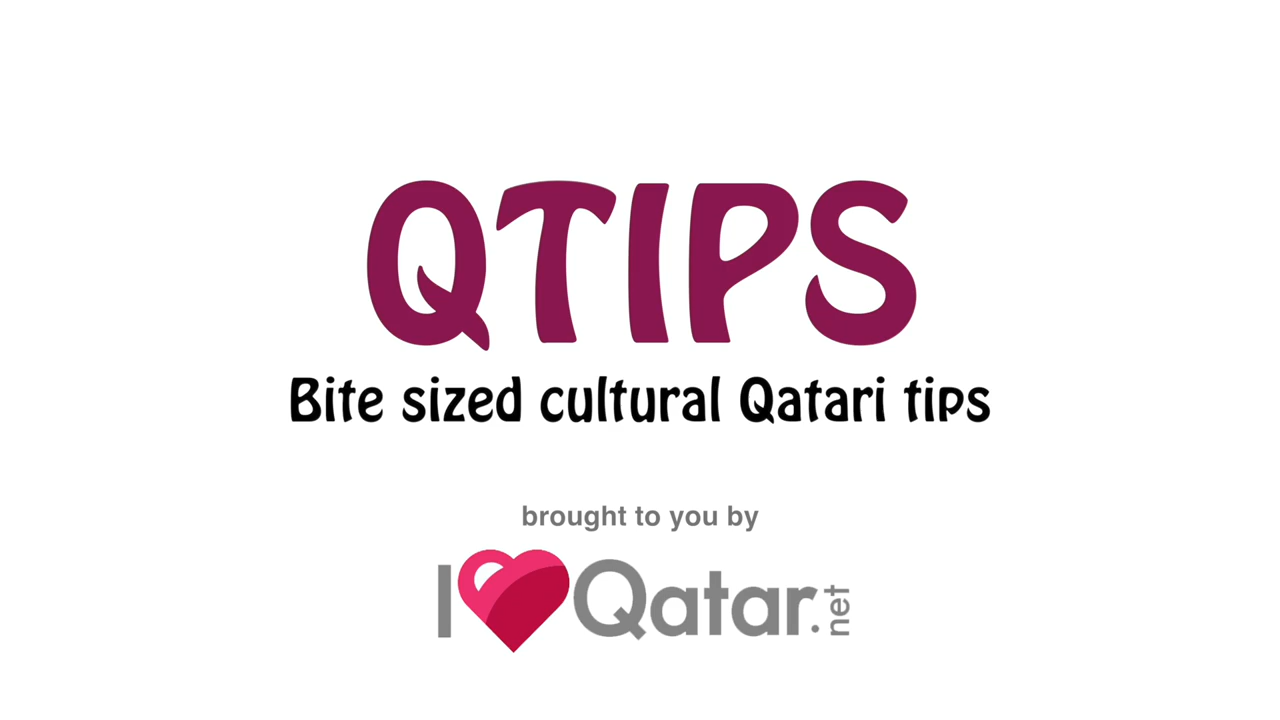 QTIPS
Bite sized cultural Qatari tips
brought to you by
I Qatar.net